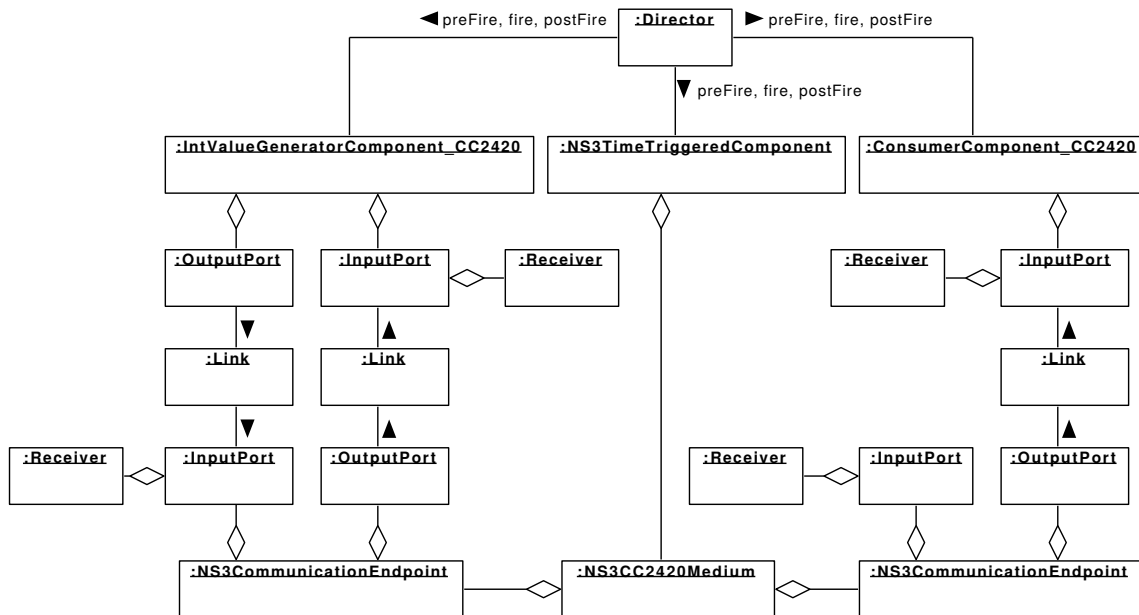 :Director
preFire, fire, postFire
preFire, fire, postFire
preFire, fire, postFire
:IntValueGeneratorComponent_CC2420
:NS3TimeTriggeredComponent
:ConsumerComponent_CC2420
:OutputPort
:InputPort
:Receiver
:Receiver
:InputPort
:Link
:Link
:Link
:Receiver
:InputPort
:OutputPort
:Receiver
:InputPort
:OutputPort
:NS3CommunicationEndpoint
:NS3CC2420Medium
:NS3CommunicationEndpoint